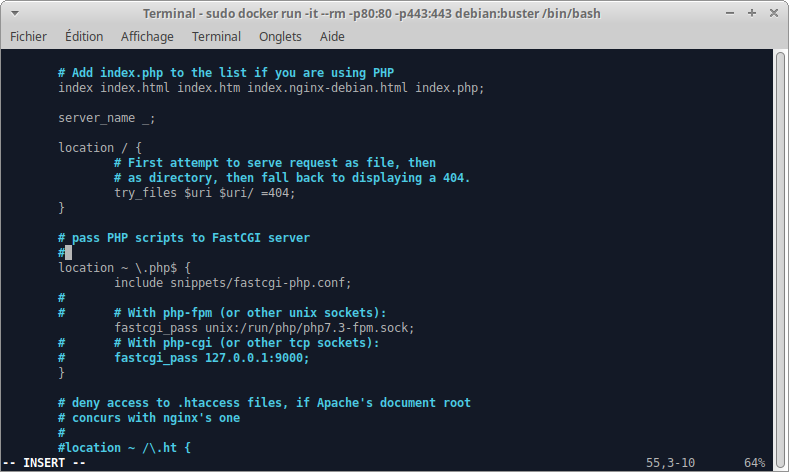 Terminal - sudo docker run -it --rm -p80:80 -p443:443 debian:buster /bin/bash
Fichier Édition Affichage Terminal Onglets Aide
# Add index.php to the list if you are using PHP
index index.html index.htm index.nginx-debian.html index.php;
server_name _;
location / {
# First attempt to serve request as file, then
# as directory, then fall back to displaying a 404.
try_files $uri $uri/ =404;
}
# pass PHP scripts to FastCGI server
#
location ~ \.php$ {
include snippets/fastcgi-php.conf;
#
# # With php-fpm (or other unix sockets):
fastcgi_pass unix:/run/php/php7.3-fpm.sock;
# # With php-cgi (or other tcp sockets):
# fastcgi_pass 127.0.0.1:9000;
}
# deny access to .htaccess files, if Apache's document root
# concurs with nginx's one
#
#location ~ /\.ht {
-- INSERT -- 55,3-10 64%